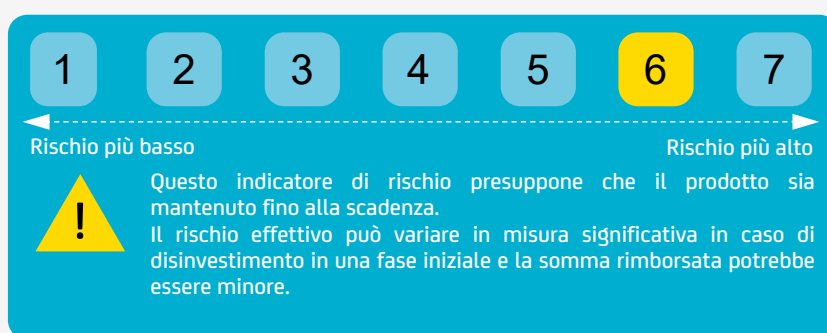 1 2 3 4 5 6 7
Rischio più basso Rischio più alto
!
Questo indicatore di rischio presuppone che il prodotto sia
mantenuto fino alla scadenza.
Il rischio effettivo può variare in misura significativa in caso di
disinvestimento in una fase iniziale e la somma rimborsata potrebbe
essere minore.